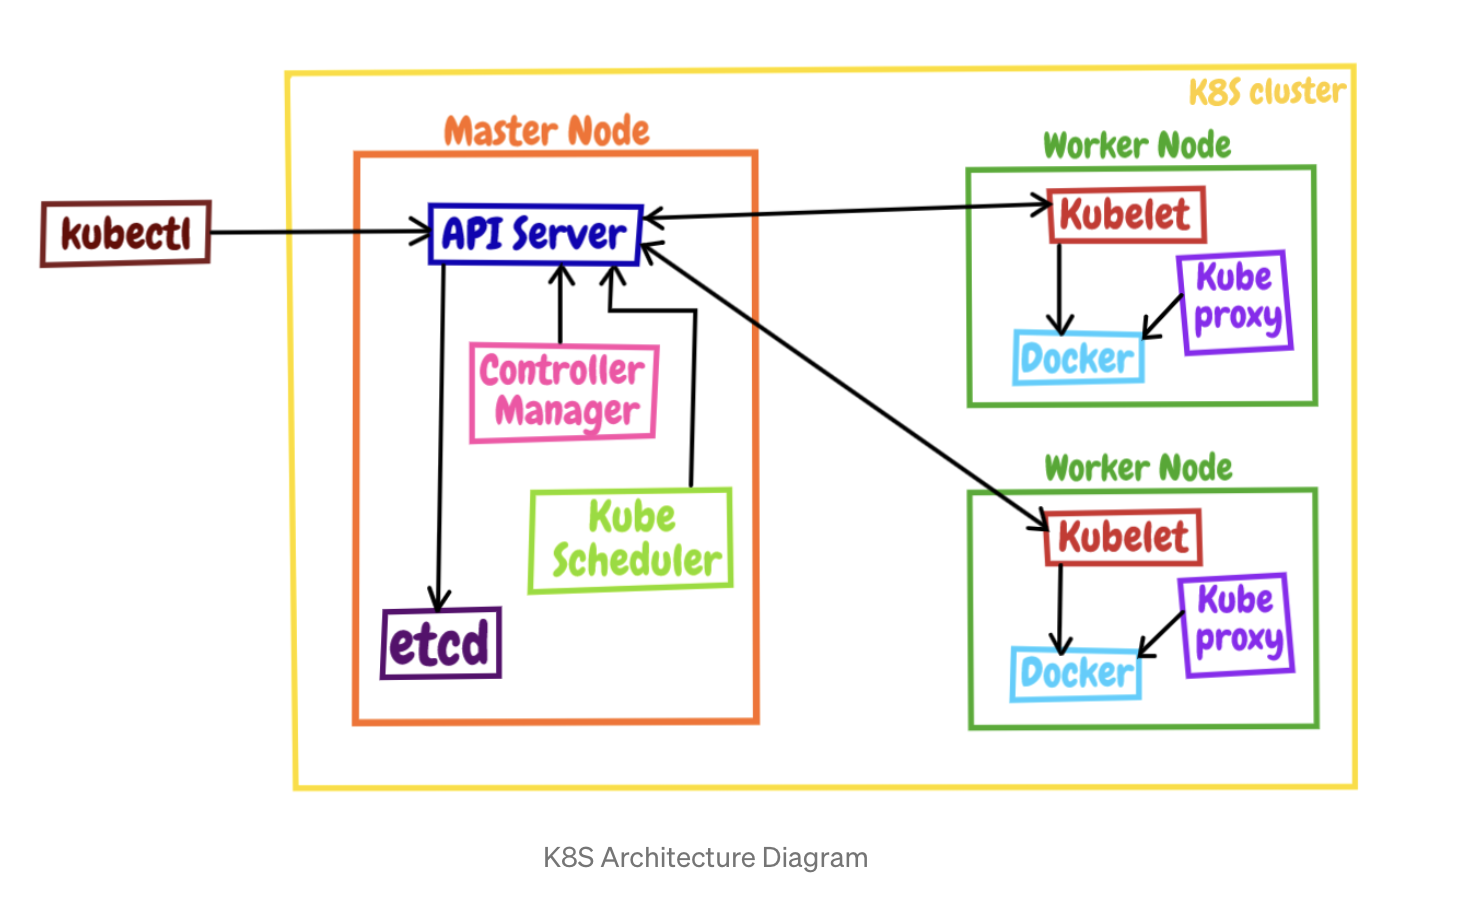 K8S cluster
Master Node
Worker Node
kubectl
API Server
Kubelet
Kube
proxy
Docker
Controller
Manager
Worker Node
Kube
Scheduler
Kubelet
Kube
proxy
etcd
Docker
K8S Architecture Diagram